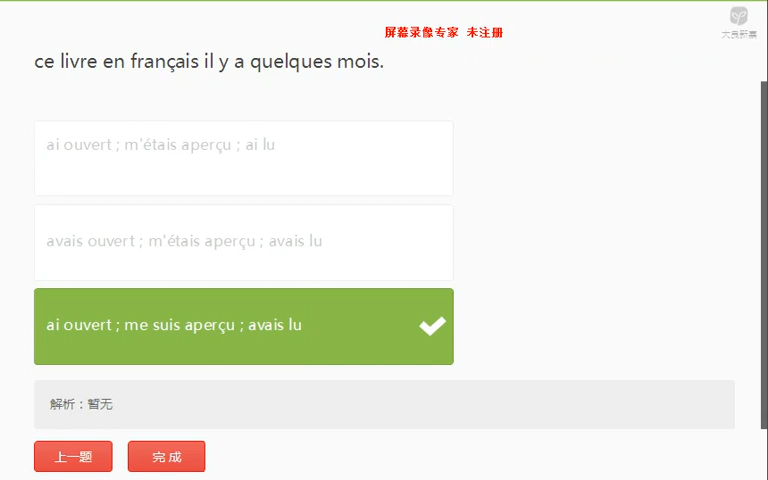 屏幕录像专家 未注册
大良新素
ce livre en français il y a quelques mois.
ai ouvert ; m'étais aperçu ; ai lu
avais ouvert ; m'étais aperçu ; avais lu
ai ouvert ; me suis aperçu ; avais lu
解析：暂无
上一题
完 成